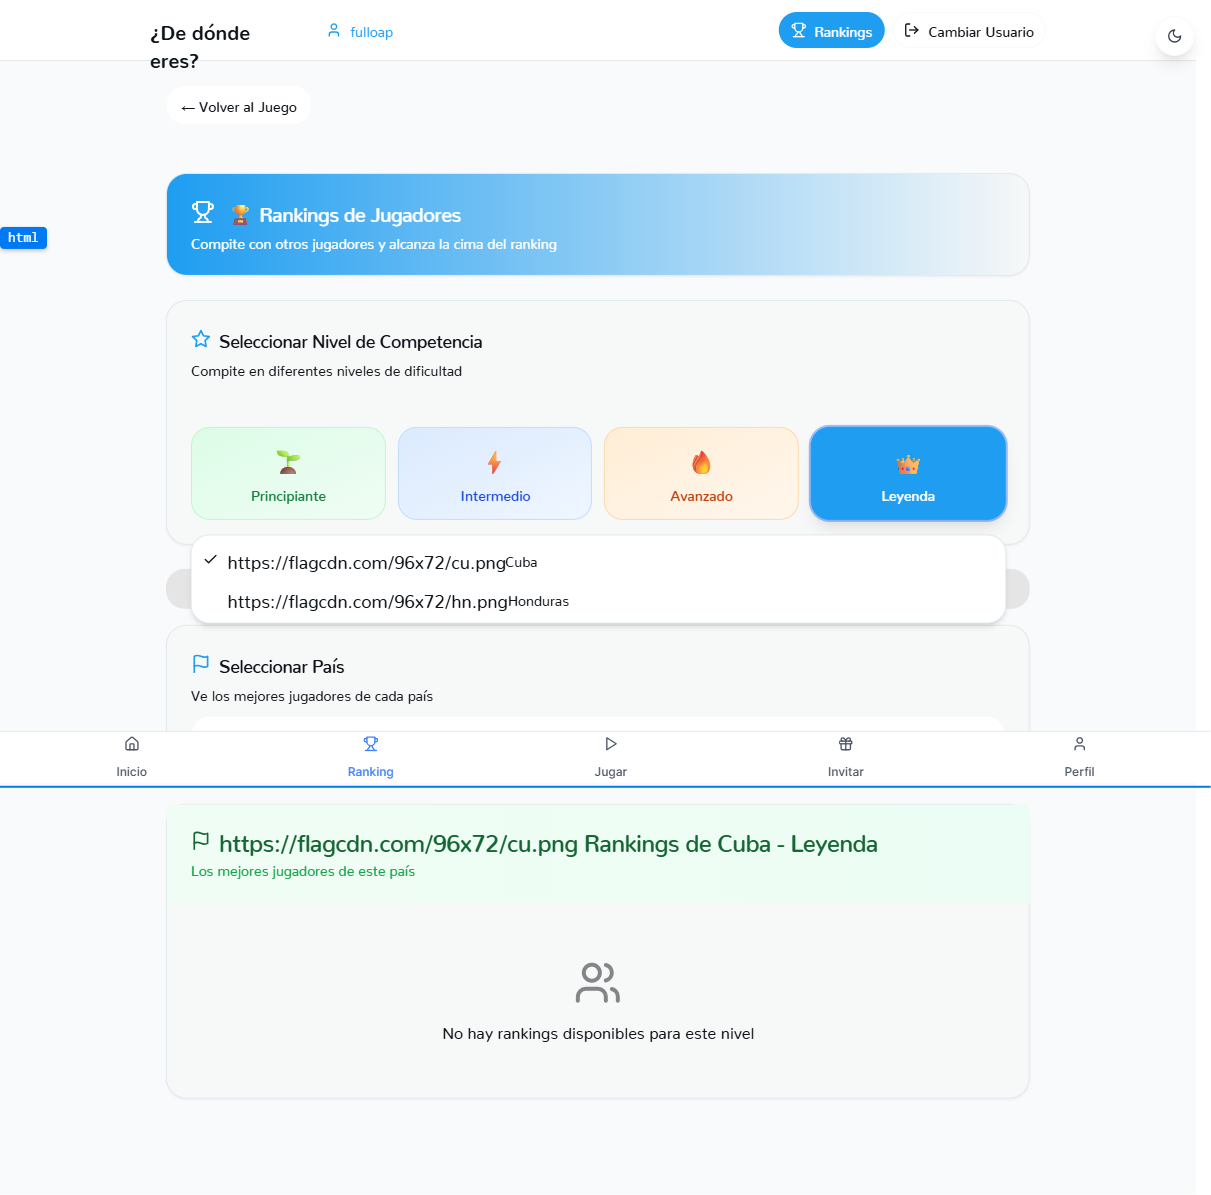 ¿De dónde
eres?
fulloap
Rankings
Cambiar Usuario
← Volver al Juego
🏆 Rankings de Jugadores
Compite con otros jugadores y alcanza la cima del ranking
html
Seleccionar Nivel de Competencia
Compite en diferentes niveles de dificultad
Principiante
Intermedio
Avanzado
Leyenda
https://flagcdn.com/96x72/cu.pngCuba
https://flagcdn.com/96x72/hn.pngHonduras
Seleccionar País
Ve los mejores jugadores de cada país
Inicio
Ranking
Jugar
Invitar
Perfil
https://flagcdn.com/96x72/cu.png Rankings de Cuba - Leyenda
Los mejores jugadores de este país
No hay rankings disponibles para este nivel